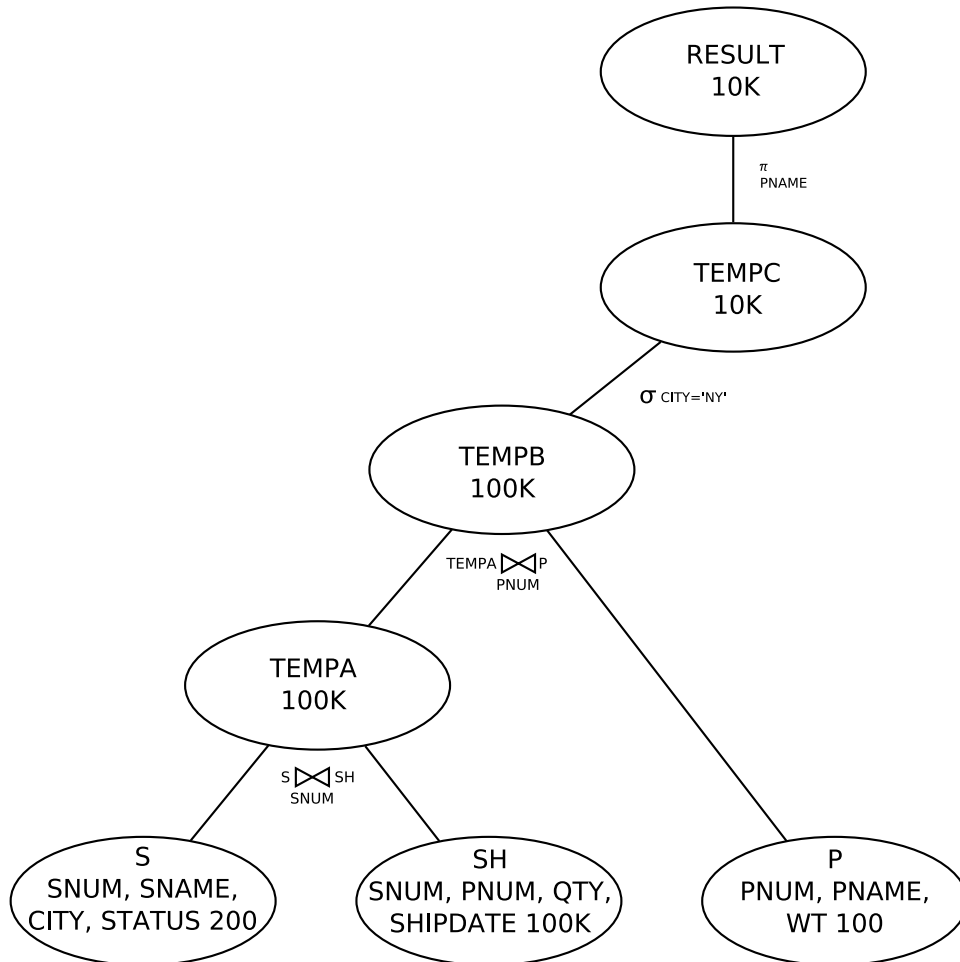 RESULT
10K
π
PNAME
TEMPC
10K
σ CITY='NY'
TEMPB
100K
TEMPA ⋈ P
PNUM
TEMPA
100K
S ⋈ SH
SNUM
S
SNUM, SNAME,
CITY, STATUS 200
SH
SNUM, PNUM, QTY,
SHIPDATE 100K
P
PNUM, PNAME,
WT 100